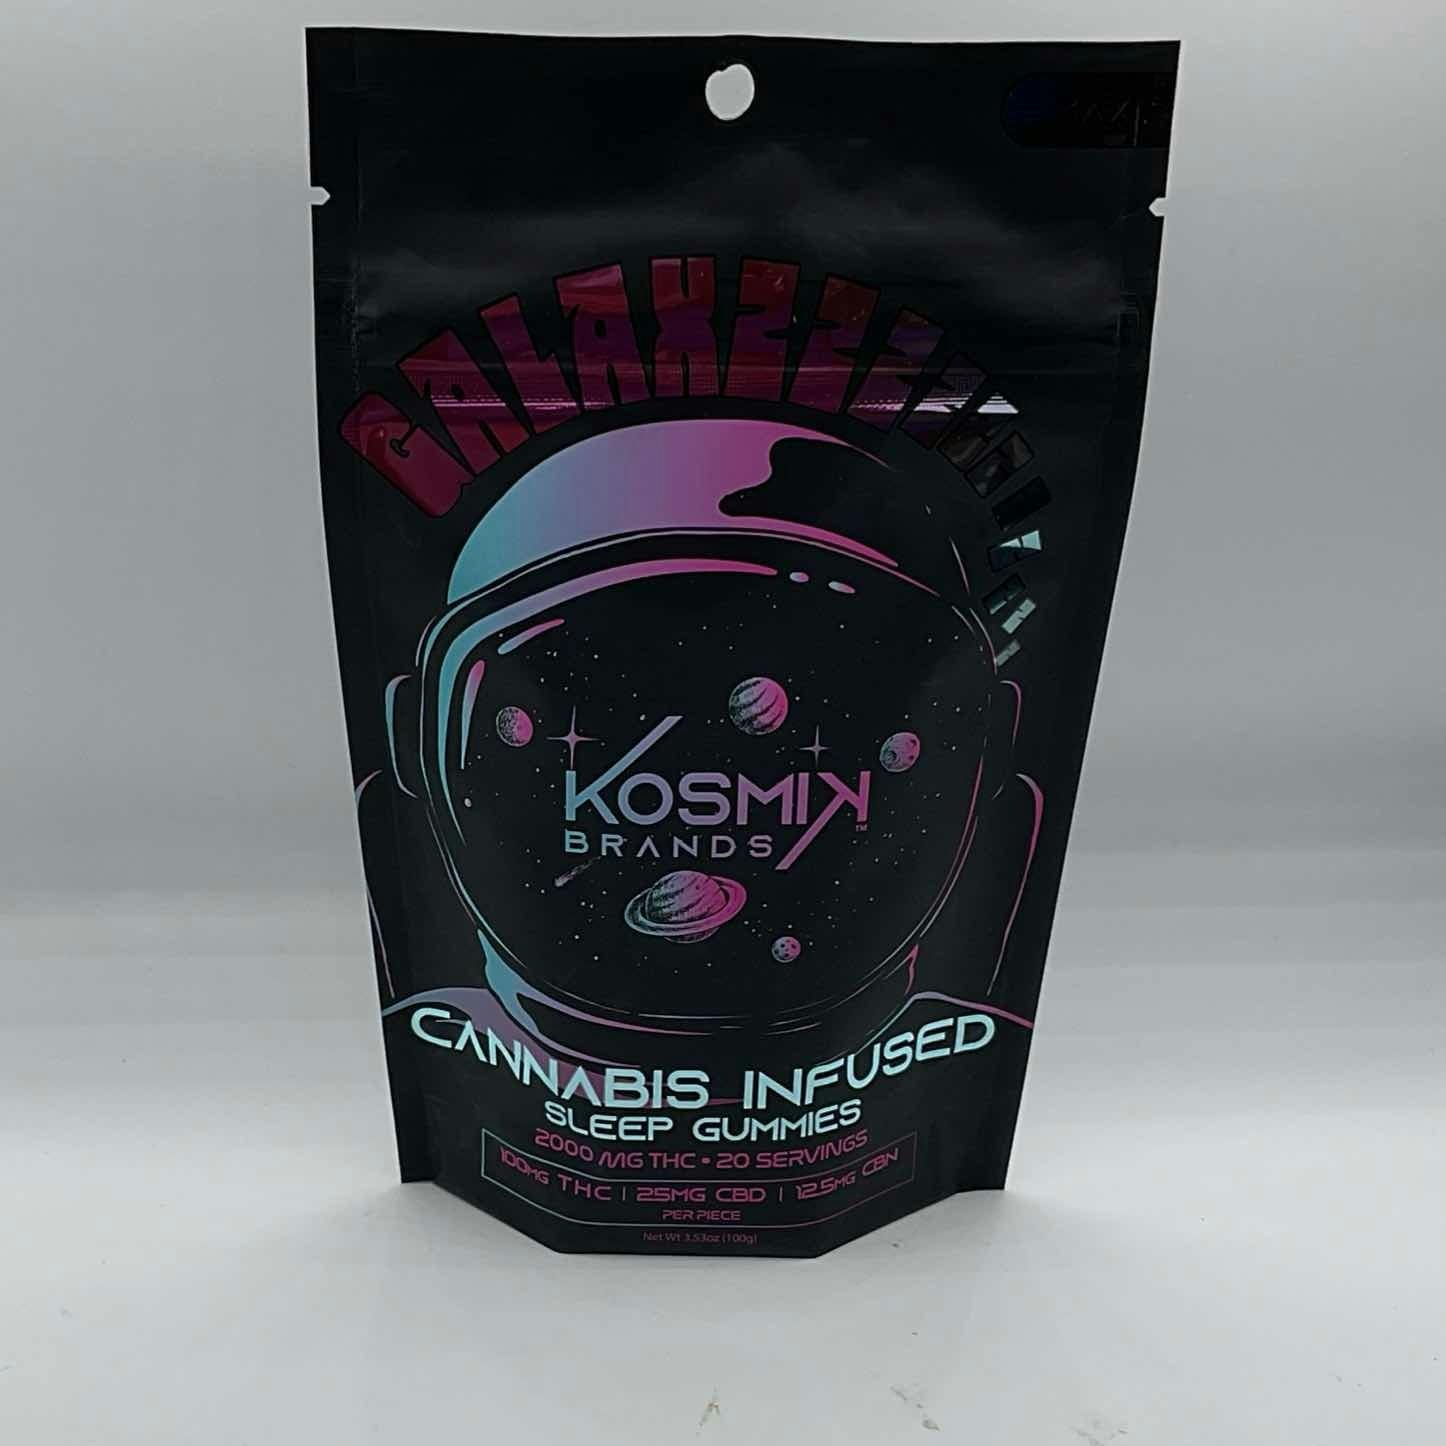 KOSMIK™
BRANDS
CANNABIS INFUSED
SLEEP GUMMIES
2000 MG THC • 20 SERVINGS
100MG THC | 25MG CBD | 12.5MG CBN
PER PIECE
Net Wt 3.53oz (100g)